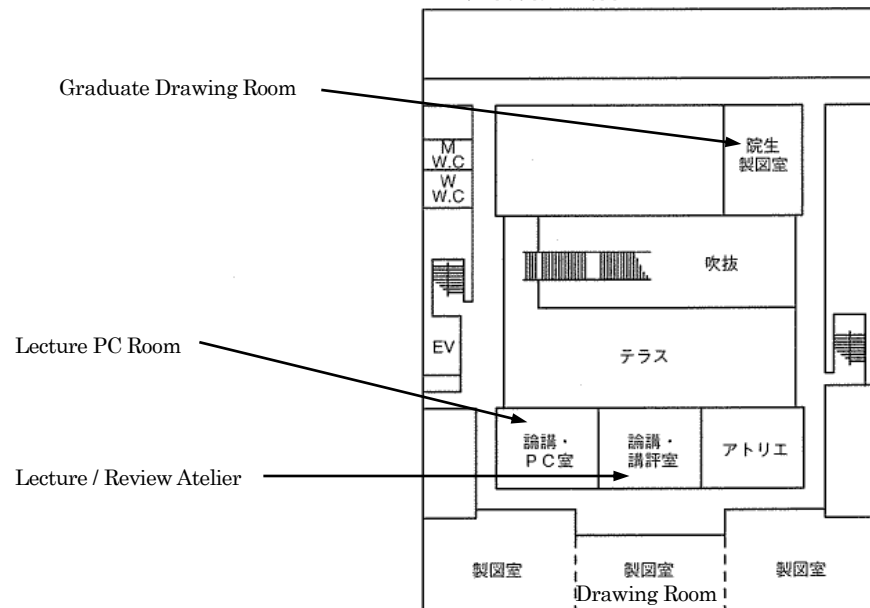 Graduate Drawing Room
院生
製図室
M
W.C
W
W.C
吹抜
EV
Lecture PC Room
テラス
論講・
PC室
論講・
講評室
アトリエ
Lecture / Review Atelier
製図室
製図室
製図室
Drawing Room